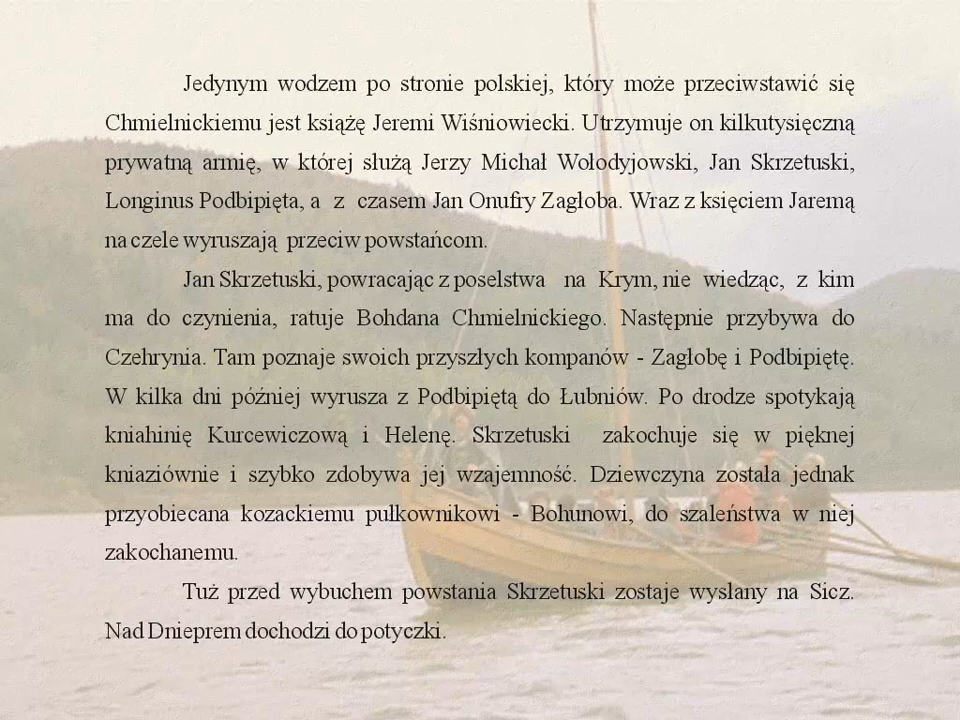 Jedynym wodzem po stronie polskiej, który może przeciwstawić się
Chmielnickiemu jest książę Jeremi Wiśniowiecki. Utrzymuje on kilkutysięczną
prywatną armię, w której służą Jerzy Michał Wołodyjowski, Jan Skrzetuski,
Longinus Podbipięta, a z czasem Jan Onufry Zagłoba. Wraz z księciem Jaremą
na czele wyruszają przeciw powstańcom.
Jan Skrzetuski, powracając z poselstwa na Krym, nie wiedząc, z kim
ma do czynienia, ratuje Bohdana Chmielnickiego. Następnie przybywa do
Czehrynia. Tam poznaje swoich przyszłych kompanów - Zagłobę i Podbipiętę.
W kilka dni później wyrusza z Podbipiętą do Łubniów. Po drodze spotykają
kniahinię Kurcewiczową i Helenę. Skrzetuski zakochuje się w pięknej
kniaziównie i szybko zdobywa jej wzajemność. Dziewczyna została jednak
przyobiecana kozackiemu pułkownikowi - Bohunowi, do szaleństwa w niej
zakochanemu.
Tuż przed wybuchem powstania Skrzetuski zostaje wysłany na Sicz.
Nad Dnieprem dochodzi do potyczki.